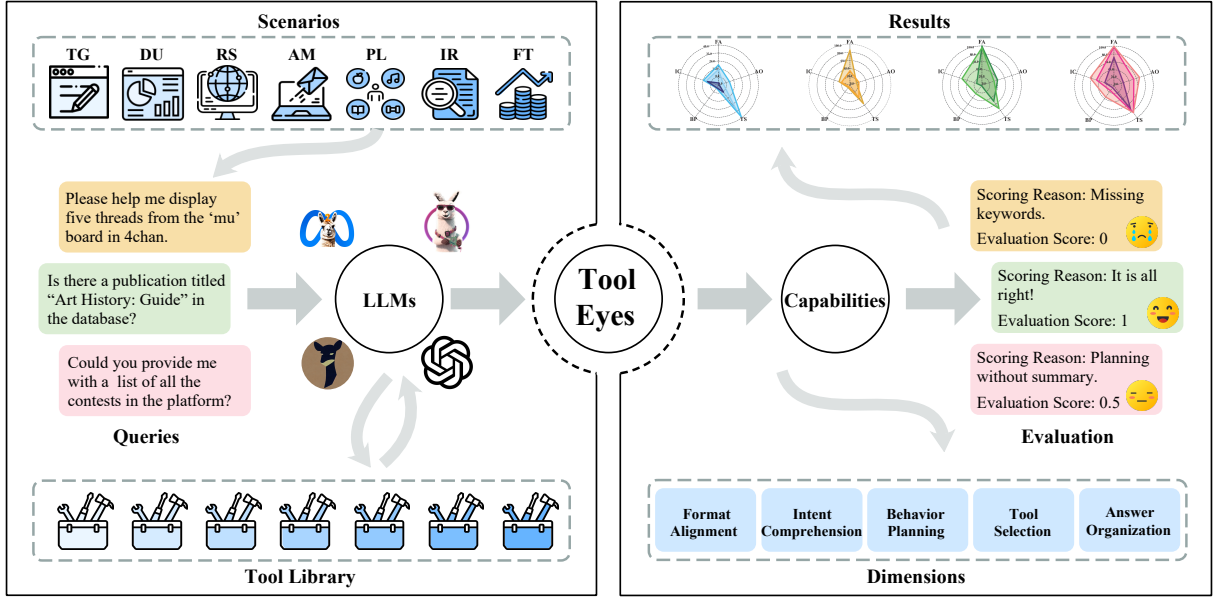 Scenarios
TG DU RS AM PL IR FT
Please help me display
five threads from the ‘mu’
board in 4chan.
Is there a publication titled
“Art History: Guide” in
the database?
Could you provide me
with a list of all the
contests in the platform?
Queries
LLMs
Tool Library
Tool
Eyes
Results
FA
AO
TS
BP
IC
FA
AO
TS
BP
IC
FA
AO
TS
BP
IC
FA
AO
TS
BP
IC
Capabilities
Scoring Reason: Missing
keywords.
Evaluation Score: 0
Scoring Reason: It is all
right!
Evaluation Score: 1
Scoring Reason: Planning
without summary.
Evaluation Score: 0.5
Evaluation
Format
Alignment
Intent
Comprehension
Behavior
Planning
Tool
Selection
Answer
Organization
Dimensions